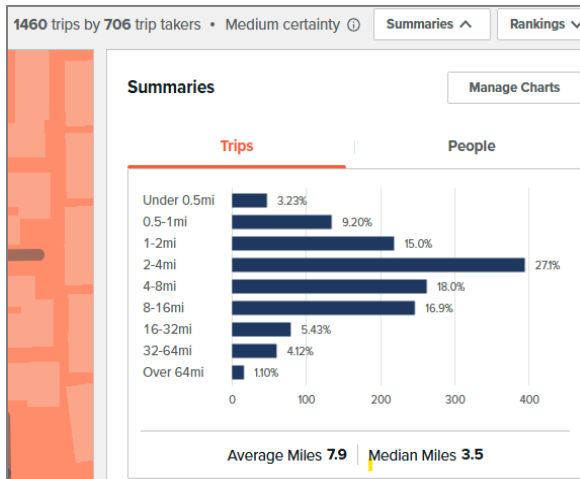 1460 trips by 706 trip takers • Medium certainty ⓘ Summaries Rankings
Summaries Manage Charts
Trips People
Under 0.5mi 3.23%
0.5-1mi 9.20%
1-2mi 15.0%
2-4mi 27.1%
4-8mi 18.0%
8-16mi 16.9%
16-32mi 5.43%
32-64mi 4.12%
Over 64mi 1.10%
0 100 200 300 400
Average Miles 7.9 Median Miles 3.5